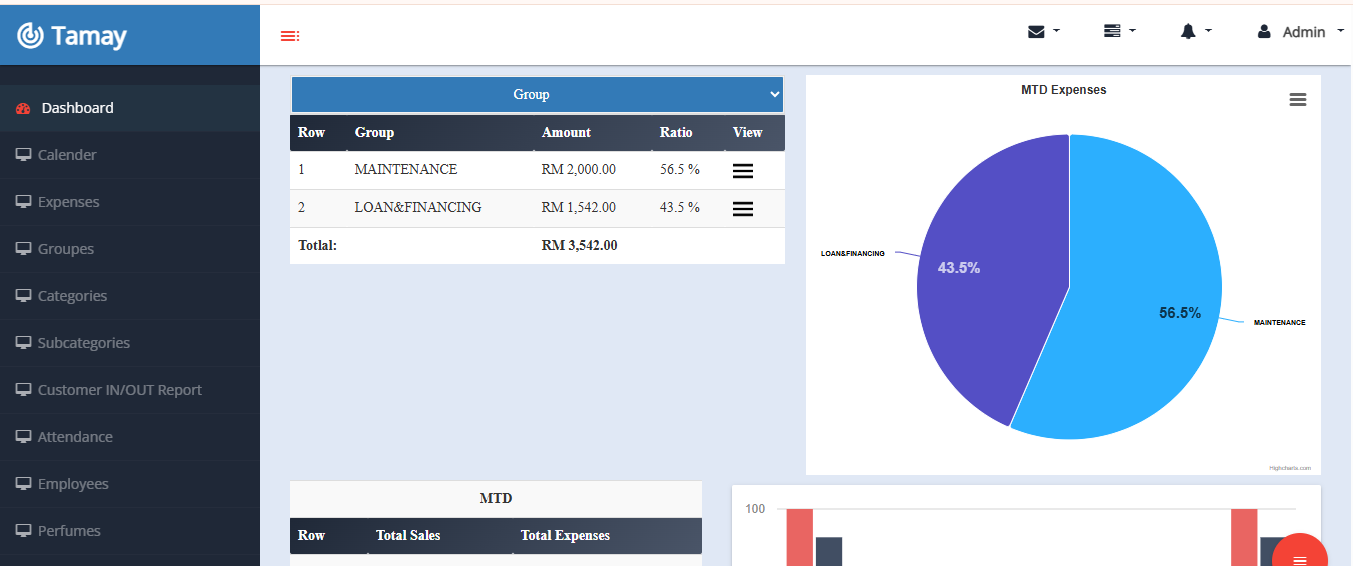 Tamay
Admin
Dashboard
Calender
Expenses
Groupes
Categories
Subcategories
Customer IN/OUT Report
Attendance
Employees
Perfumes
Group
Row Group Amount Ratio View
1 MAINTENANCE RM 2,000.00 56.5 %
2 LOAN&FINANCING RM 1,542.00 43.5 %
Totlal: RM 3,542.00
MTD Expenses
LOAN&FINANCING
43.5%
56.5%
MAINTENANCE
Highcharts.com
MTD
Row Total Sales Total Expenses
100